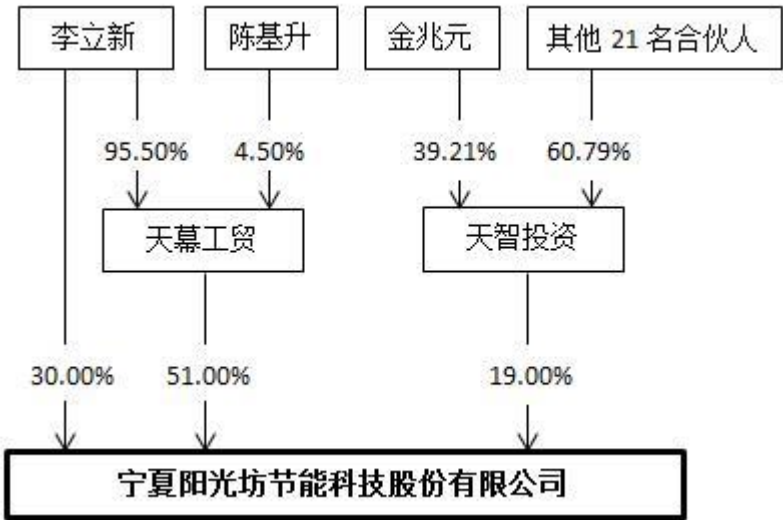 李立新
陈基升
金兆元
其他 21 名合伙人
95.50%
4.50%
39.21%
60.79%
天幕工贸
天智投资
30.00%
51.00%
19.00%
宁夏阳光坊节能科技股份有限公司